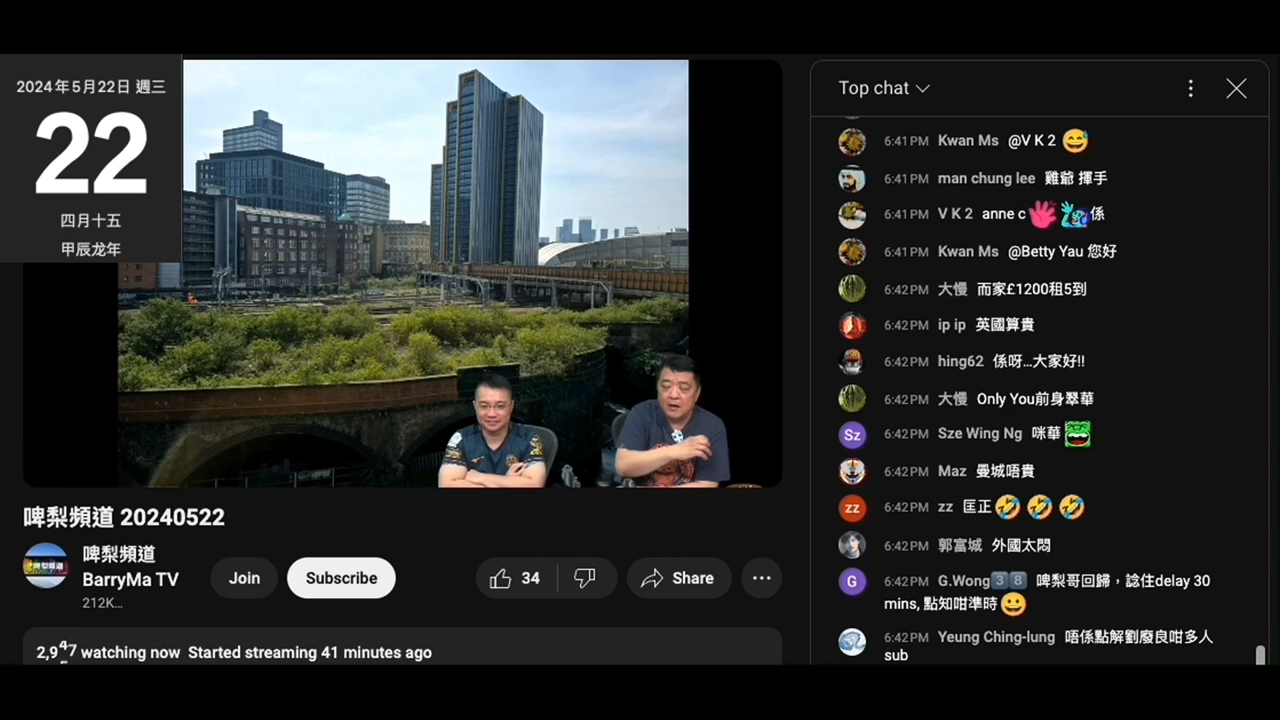 2024年5月22日 週三
22
四月十五
甲辰龙年
啤梨頻道 20240522
啤梨頻道
BarryMa TV
212K...
Join
Subscribe
34
Share
watching now Started streaming 41 minutes ago
Top chat
6:41PM Kwan Ms @V K 2 😅
6:41PM man chung lee 雞爺 揮手
6:41PM V K 2 anne c 係
6:41PM Kwan Ms @Betty Yau 您好
6:42PM 大慢 而家£1200租5到
6:42PM ip ip 英國算貴
6:42PM hing62 係呀...大家好!!
6:42PM 大慢 Only You前身翠華
Sz 6:42PM Sze Wing Ng 咪華
6:42PM Maz 曼城唔貴
zz 6:42PM zz 匡正🤣🤣🤣
6:42PM 郭富城 外國太悶
G 6:42PM G.Wong3️⃣8️⃣ 啤梨哥回歸，諗住delay 30
mins, 點知咁準時😀
6:42PM Yeung Ching-lung 唔係點解劉廢良咁多人
sub